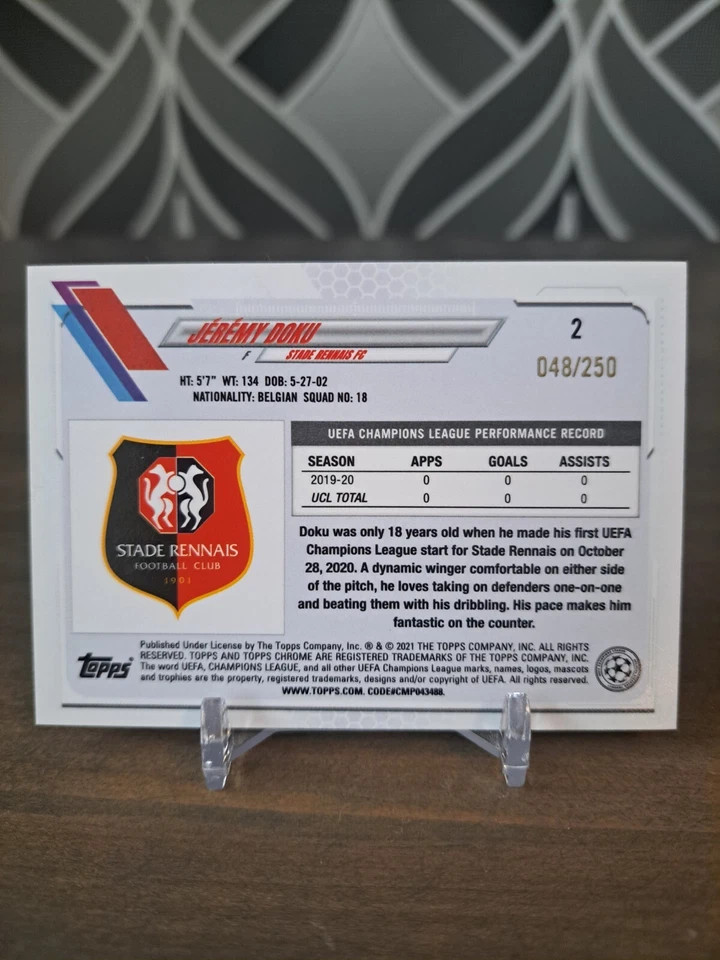 JÉRÉMY DOKU
F STADE RENNAIS FC
2
048/250
HT: 5'7" WT: 134 DOB: 5-27-02
NATIONALITY: BELGIAN SQUAD NO: 18
UEFA CHAMPIONS LEAGUE PERFORMANCE RECORD
SEASON APPS GOALS ASSISTS
2019-20 0 0 0
UCL TOTAL 0 0 0
STADE RENNAIS
FOOTBALL CLUB
1901
Doku was only 18 years old when he made his first UEFA
Champions League start for Stade Rennais on October
28, 2020. A dynamic winger comfortable on either side
of the pitch, he loves taking on defenders one-on-one
and beating them with his dribbling. His pace makes him
fantastic on the counter.
Topps
Published Under License by The Topps Company, Inc. ® & © 2021 THE TOPPS COMPANY, INC. ALL RIGHTS
RESERVED. TOPPS AND TOPPS CHROME ARE REGISTERED TRADEMARKS OF THE TOPPS COMPANY, INC.
The word UEFA, CHAMPIONS LEAGUE, and all other UEFA Champions League marks, names, logos, mascots
and trophies are the property, registered trademarks, designs and/or copyright of UEFA. All rights reserved.
WWW.TOPPS.COM. CODE#CMP043488.